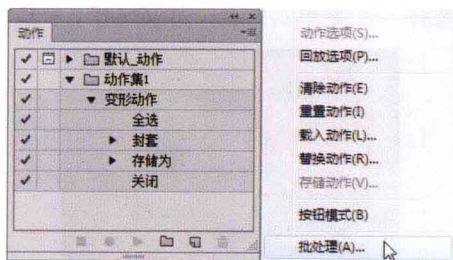 动作
默认_动作
动作集1
变形动作
全选
封套
存储为
关闭
动作选项(S)...
回放选项(P)...
清除动作(E)
重置动作(I)
载入动作(L)...
替换动作(R)...
存储动作(V)...
按钮模式(B)
批处理(A)...